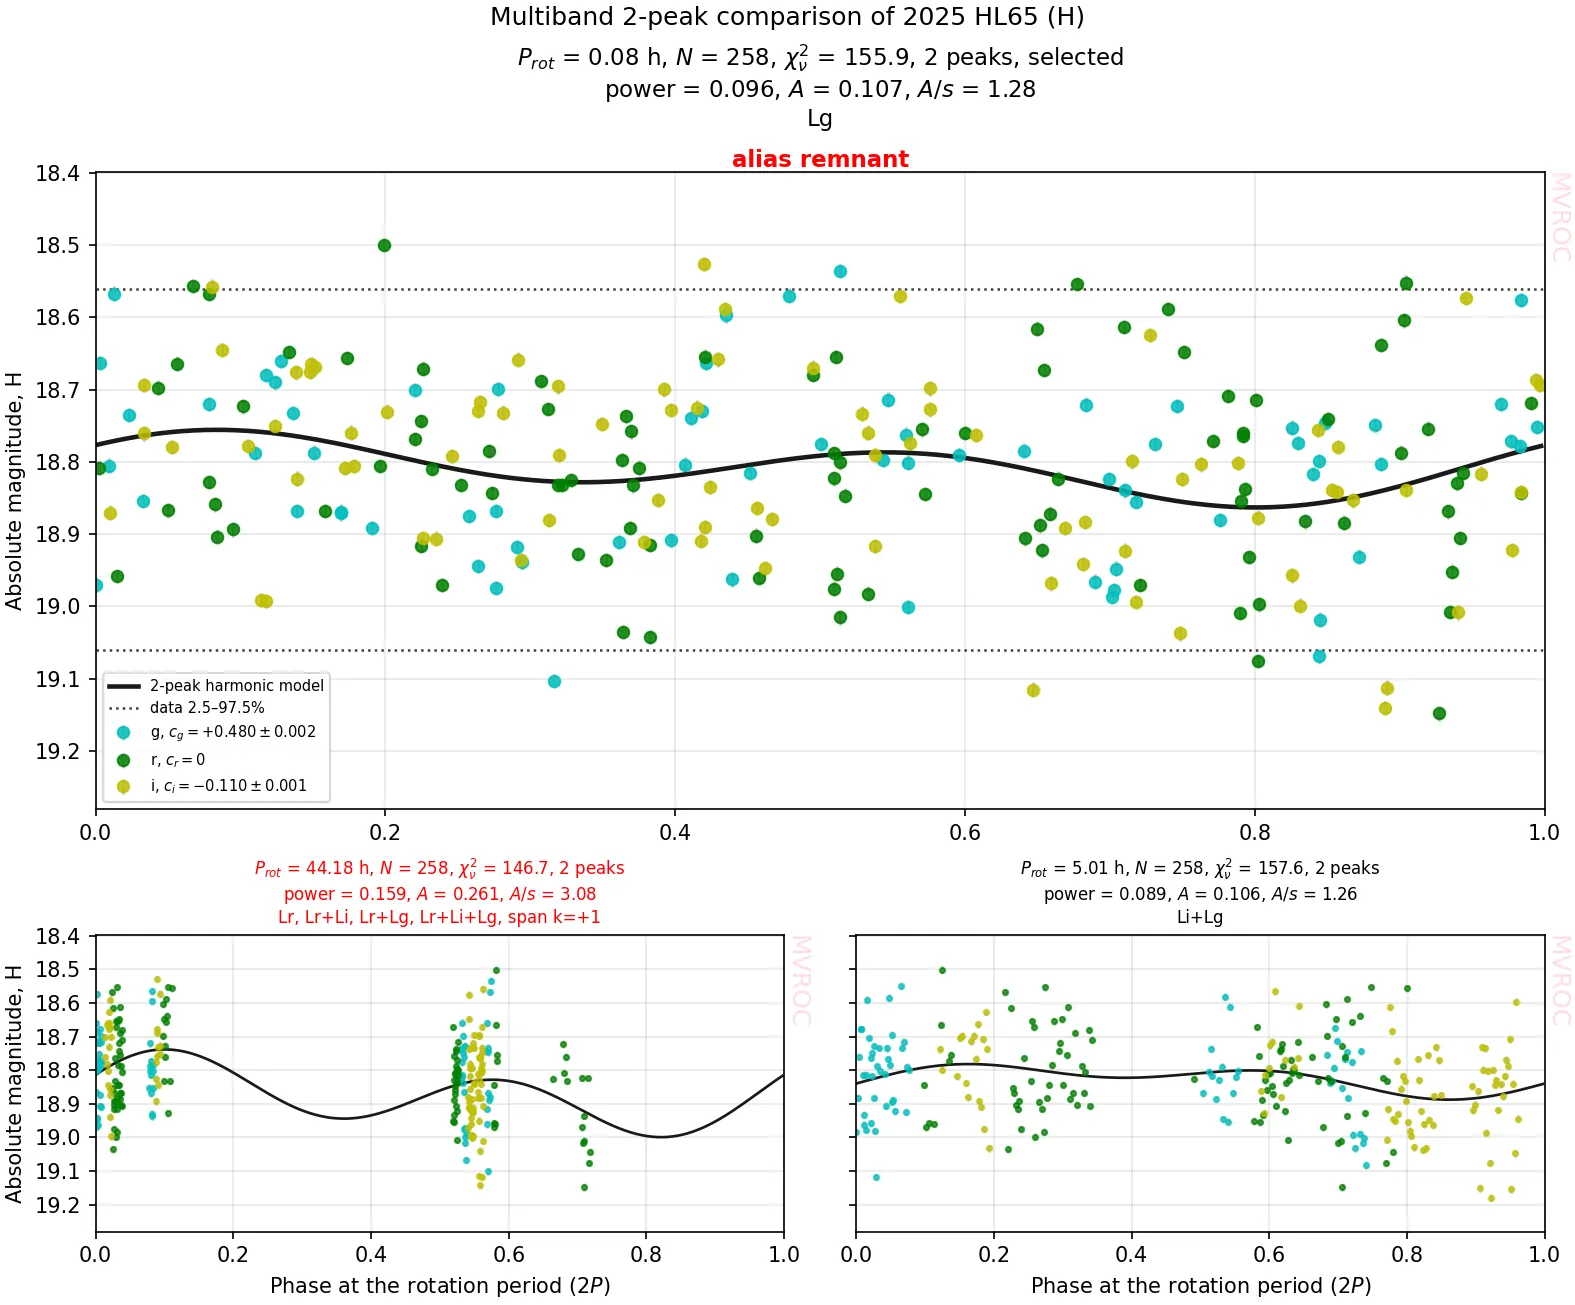 Multiband 2-peak comparison of 2025 HL65 (H)
P_rot = 0.08 h, N = 258, χ²_ν = 155.9, 2 peaks, selected
power = 0.096, A = 0.107, A/s = 1.28
Lg
alias remnant
18.4
18.5
18.6
18.7
18.8
18.9
19.0
19.1
19.2
Absolute magnitude, H
MVROC
2-peak harmonic model
data 2.5–97.5%
g, c_g = +0.480 ± 0.002
r, c_r = 0
i, c_i = −0.110 ± 0.001
0.0 0.2 0.4 0.6 0.8 1.0
P_rot = 44.18 h, N = 258, χ²_ν = 146.7, 2 peaks
power = 0.159, A = 0.261, A/s = 3.08
Lr, Lr+Li, Lr+Lg, Lr+Li+Lg, span k=+1
18.4
18.5
18.6
18.7
18.8
18.9
19.0
19.1
19.2
Absolute magnitude, H
MVROC
0.0 0.2 0.4 0.6 0.8 1.0
Phase at the rotation period (2P)
P_rot = 5.01 h, N = 258, χ²_ν = 157.6, 2 peaks
power = 0.089, A = 0.106, A/s = 1.26
Li+Lg
MVROC
0.0 0.2 0.4 0.6 0.8 1.0
Phase at the rotation period (2P)